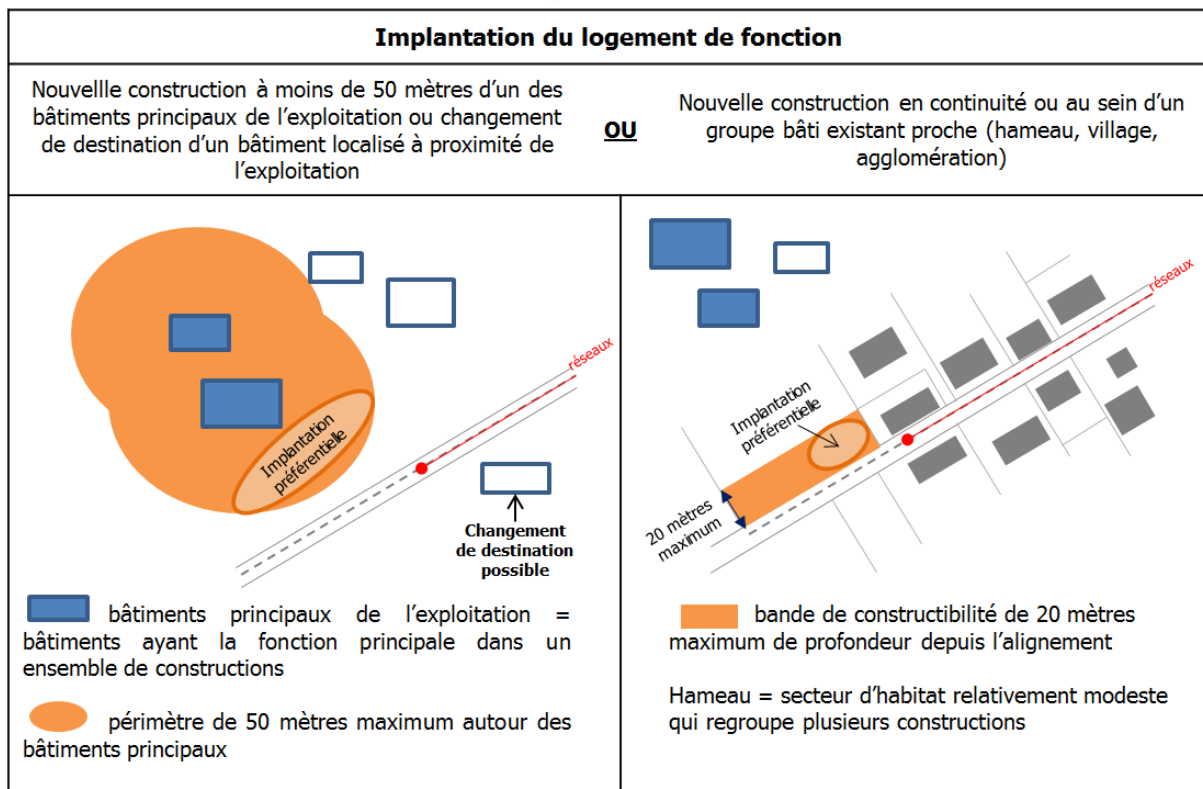 Implantation du logement de fonction
Nouvellle construction à moins de 50 mètres d’un des
bâtiments principaux de l’exploitation ou changement
de destination d’un bâtiment localisé à proximité de
l’exploitation
OU
Nouvelle construction en continuité ou au sein d’un
groupe bâti existant proche (hameau, village,
agglomération)
réseaux
Implantation
préférentielle
Changement
de destination
possible
bâtiments principaux de l’exploitation =
bâtiments ayant la fonction principale dans un
ensemble de constructions
périmètre de 50 mètres maximum autour des
bâtiments principaux
réseaux
Implantation
préférentielle
20 mètres
maximum
bande de constructibilité de 20 mètres
maximum de profondeur depuis l’alignement
Hameau = secteur d’habitat relativement modeste
qui regroupe plusieurs constructions